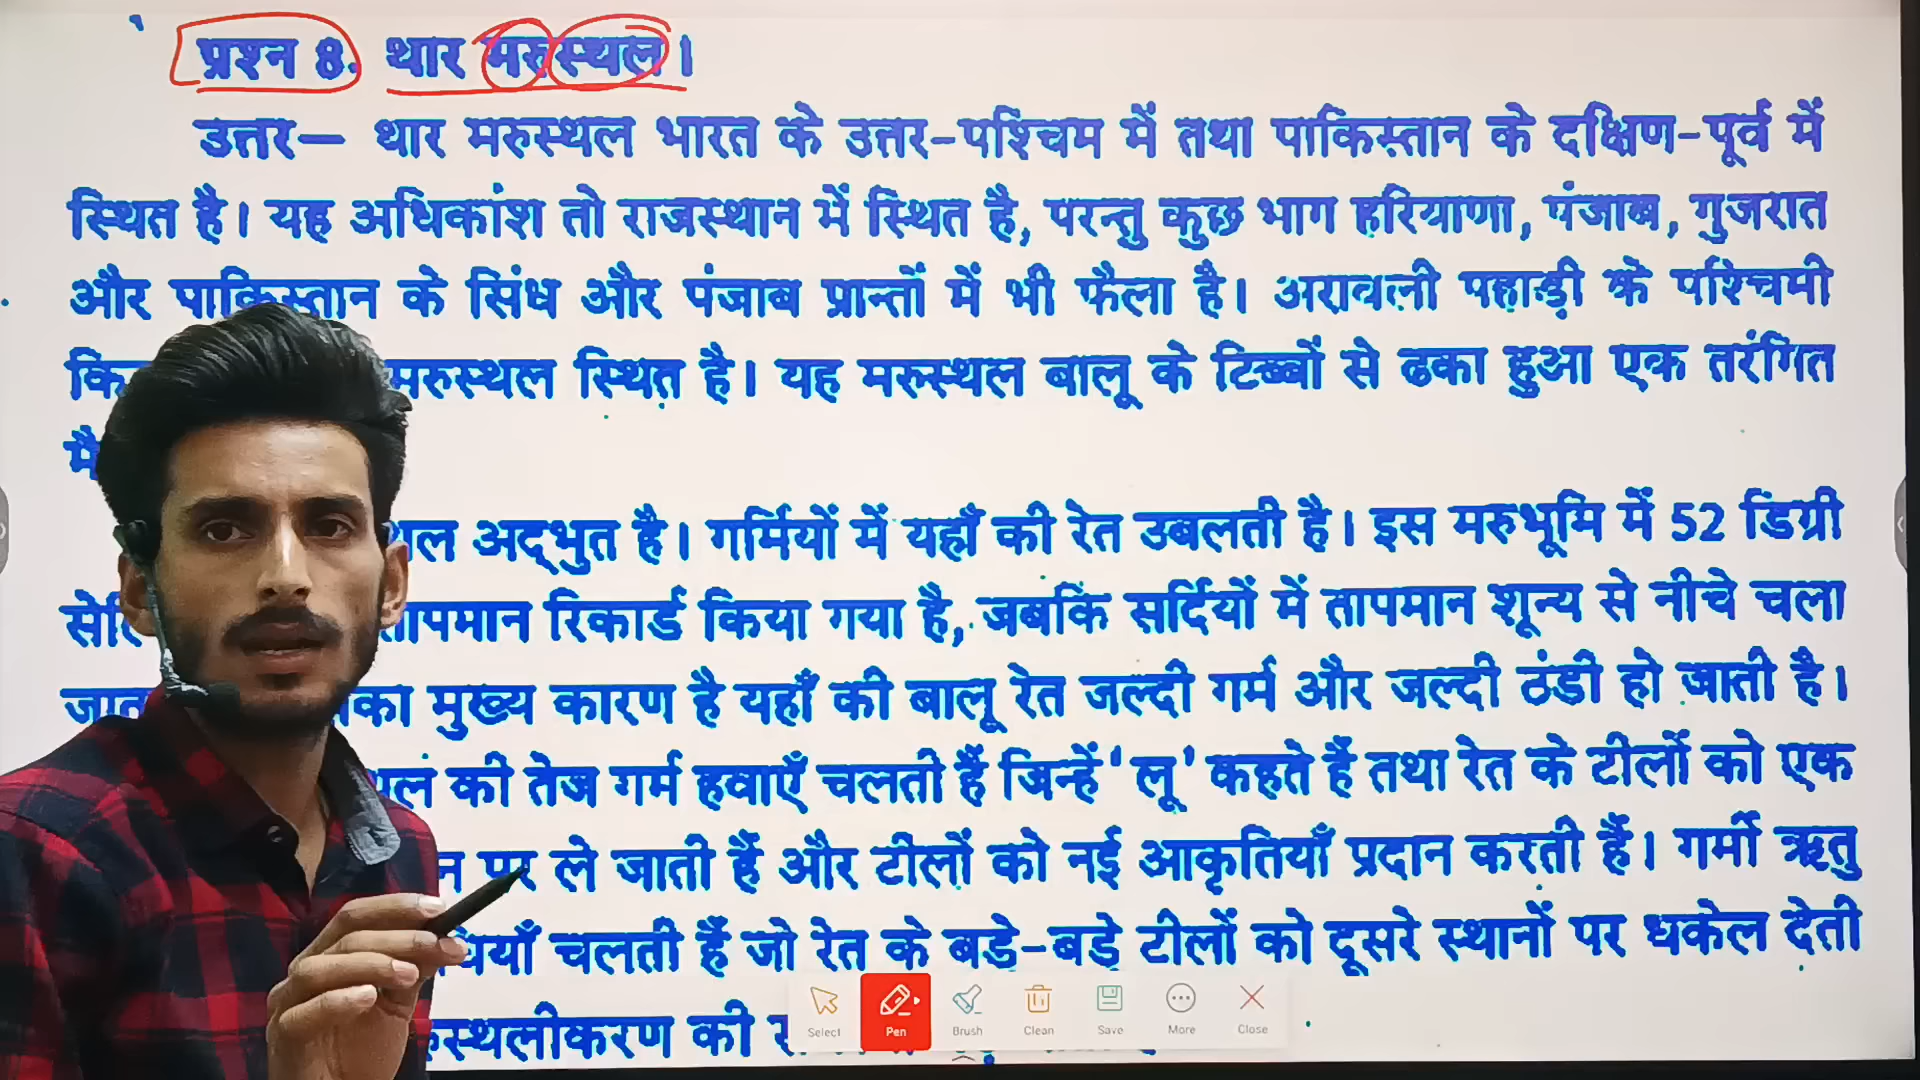 प्रश्न 8. थार मरुस्थल।
उत्तर— थार मरुस्थल भारत के उत्तर-पश्चिम में तथा पाकिस्तान के दक्षिण-पूर्व में
स्थित है। यह अधिकांश तो राजस्थान में स्थित है, परन्तु कुछ भाग हरियाणा, पंजाब, गुजरात
और पाकिस्तान के सिंध और पंजाब प्रान्तों में भी फैला है। अरावली पहाड़ी के पश्चिमी
मरुस्थल स्थित है। यह मरुस्थल बालू के टिब्बों से ढका हुआ एक तरंगित
अद्भुत है। गर्मियों में यहाँ की रेत उबलती है। इस मरुभूमि में 52 डिग्री
तापमान रिकार्ड किया गया है, जबकि सर्दियों में तापमान शून्य से नीचे चला
मुख्य कारण है यहाँ की बालू रेत जल्दी गर्म और जल्दी ठंडी हो जाती है।
की तेज गर्म हवाएँ चलती हैं जिन्हें 'लू' कहते हैं तथा रेत के टीलों को एक
पर ले जाती हैं और टीलों को नई आकृतियाँ प्रदान करती हैं। गर्मी ऋतु
चलती हैं जो रेत के बड़े-बड़े टीलों को दूसरे स्थानों पर धकेल देती
की
Select Pen Brush Clean Save More Close